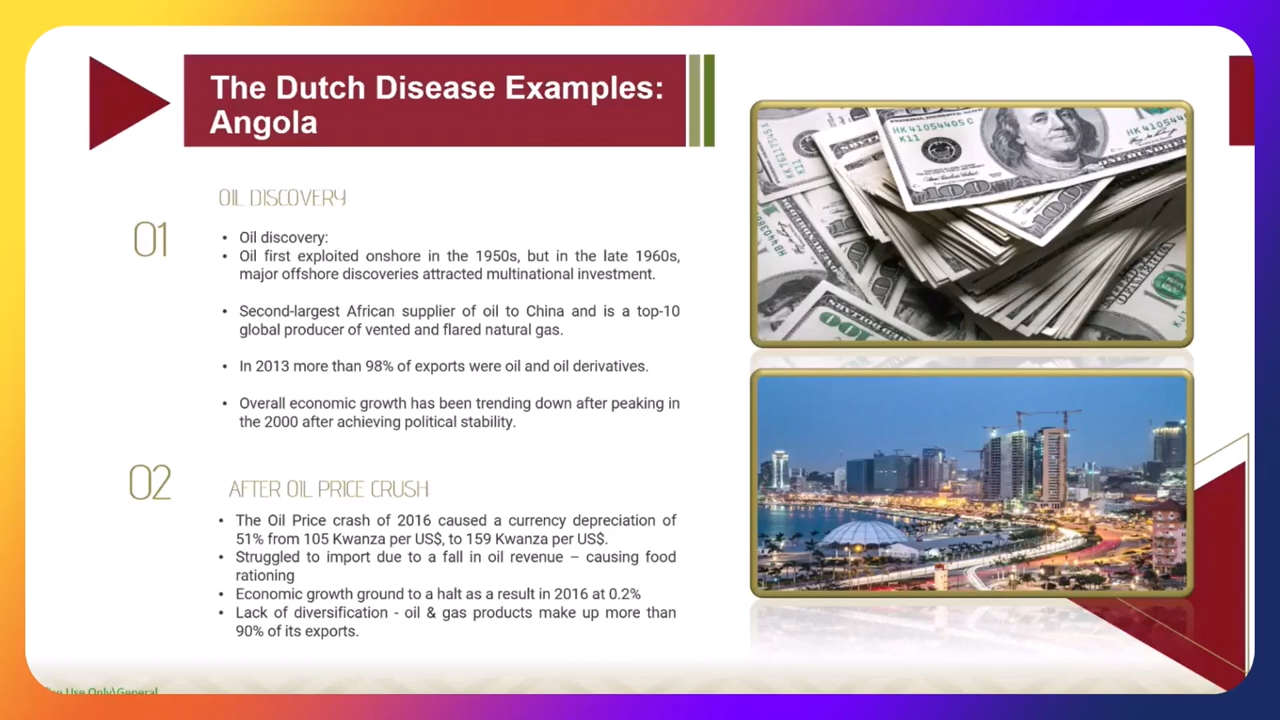 The Dutch Disease Examples:
Angola
OIL DISCOVERY
01
• Oil discovery:
• Oil first exploited onshore in the 1950s, but in the late 1960s,
major offshore discoveries attracted multinational investment.
• Second-largest African supplier of oil to China and is a top-10
global producer of vented and flared natural gas.
• In 2013 more than 98% of exports were oil and oil derivatives.
• Overall economic growth has been trending down after peaking in
the 2000 after achieving political stability.
02
AFTER OIL PRICE CRUSH
• The Oil Price crash of 2016 caused a currency depreciation of
51% from 105 Kwanza per US$, to 159 Kwanza per US$.
• Struggled to import due to a fall in oil revenue – causing food
rationing
• Economic growth ground to a halt as a result in 2016 at 0.2%
• Lack of diversification - oil & gas products make up more than
90% of its exports.
HK41054405C
K11
100
Use Only\General